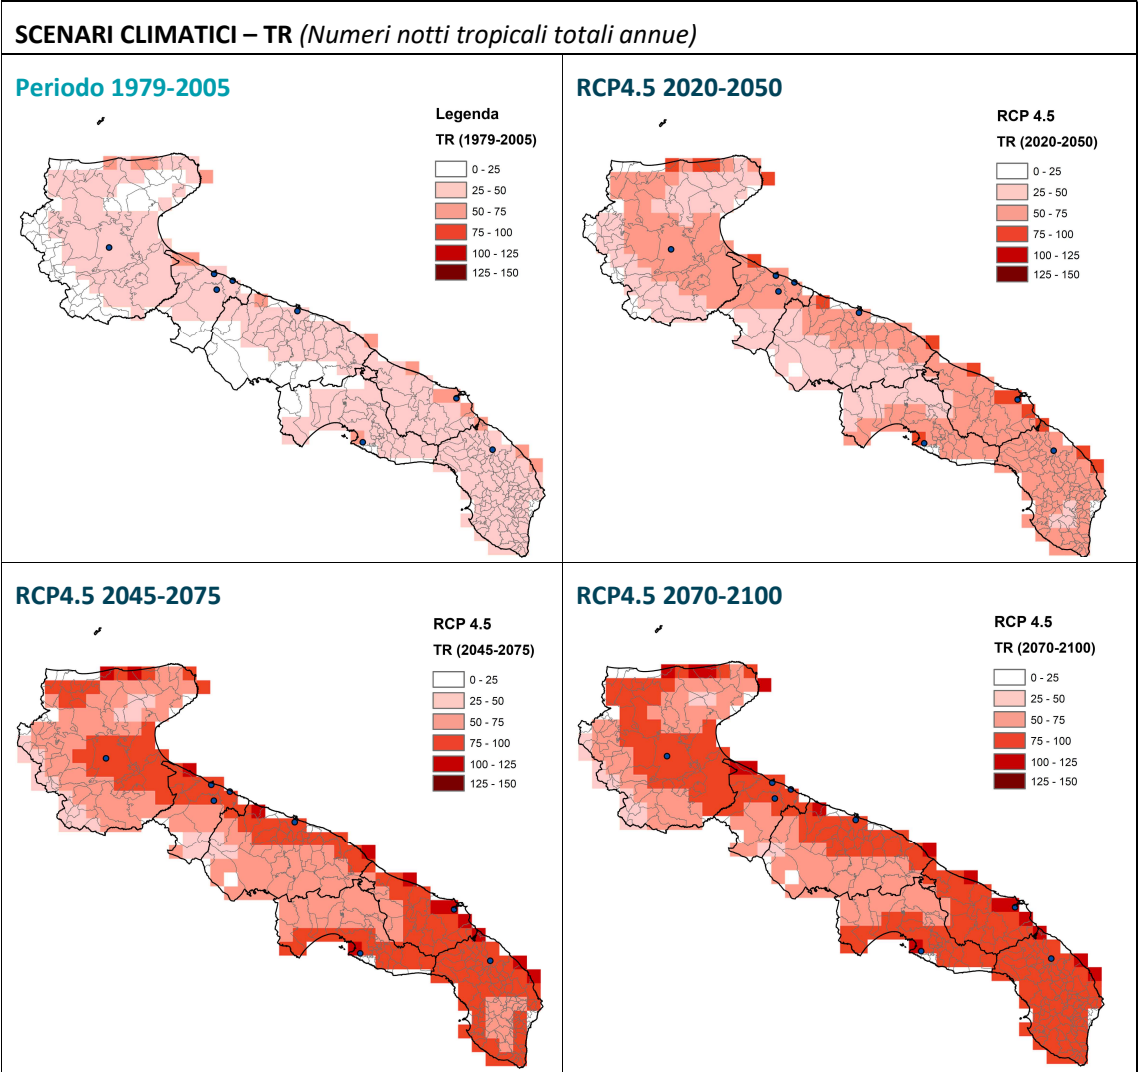 SCENARI CLIMATICI – TR (Numeri notti tropicali totali annue)
Periodo 1979-2005
Legenda
TR (1979-2005)
0 - 25
25 - 50
50 - 75
75 - 100
100 - 125
125 - 150
RCP4.5 2020-2050
RCP 4.5
TR (2020-2050)
0 - 25
25 - 50
50 - 75
75 - 100
100 - 125
125 - 150
RCP4.5 2045-2075
RCP 4.5
TR (2045-2075)
0 - 25
25 - 50
50 - 75
75 - 100
100 - 125
125 - 150
RCP4.5 2070-2100
RCP 4.5
TR (2070-2100)
0 - 25
25 - 50
50 - 75
75 - 100
100 - 125
125 - 150